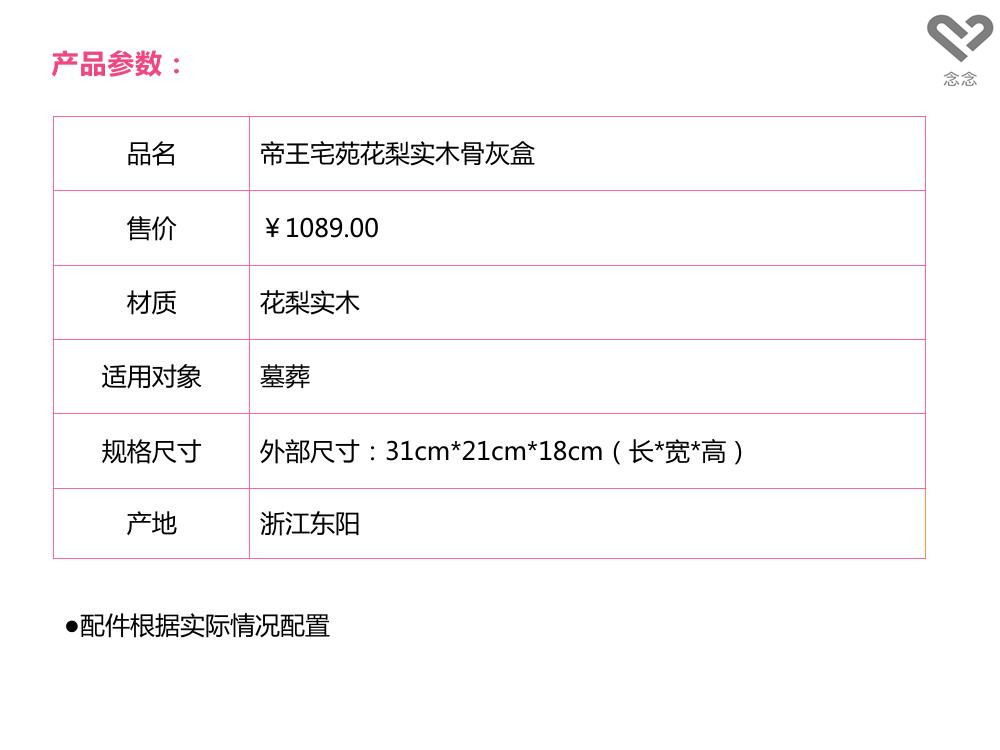 产品参数：
念念
品名 帝王宅苑花梨实木骨灰盒
售价 ￥1089.00
材质 花梨实木
适用对象 墓葬
规格尺寸 外部尺寸：31cm*21cm*18cm（长*宽*高）
产地 浙江东阳
●配件根据实际情况配置